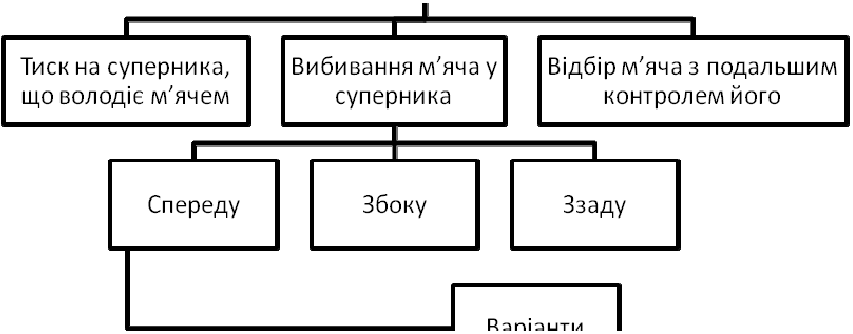 Тиск на суперника,
що володіє м’ячем
Вибивання м’яча у
суперника
Відбір м’яча з подальшим
контролем його
Спереду
Збоку
Ззаду
Варіанти